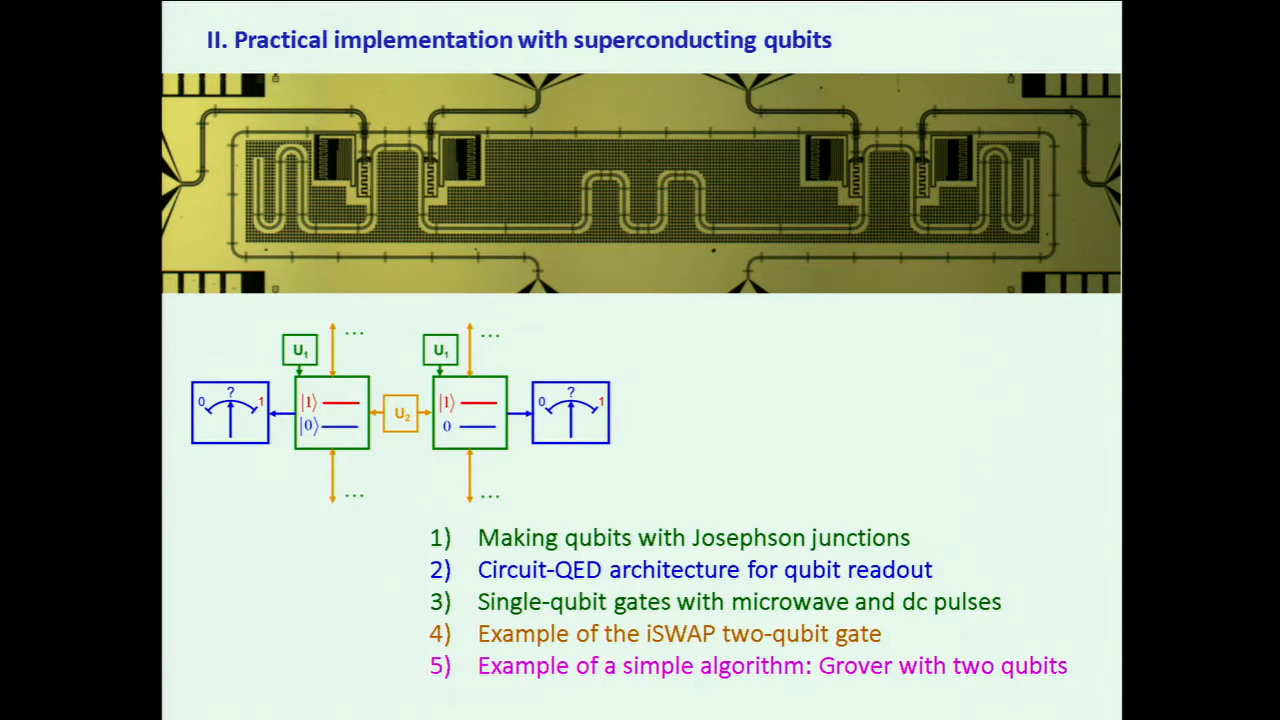 II. Practical implementation with superconducting qubits
... ...
U₁ U₁
0 ? 1 |1⟩ |0⟩ U₂ |1⟩ 0 0 ? 1
... ...
1) Making qubits with Josephson junctions
2) Circuit-QED architecture for qubit readout
3) Single-qubit gates with microwave and dc pulses
4) Example of the iSWAP two-qubit gate
5) Example of a simple algorithm: Grover with two qubits